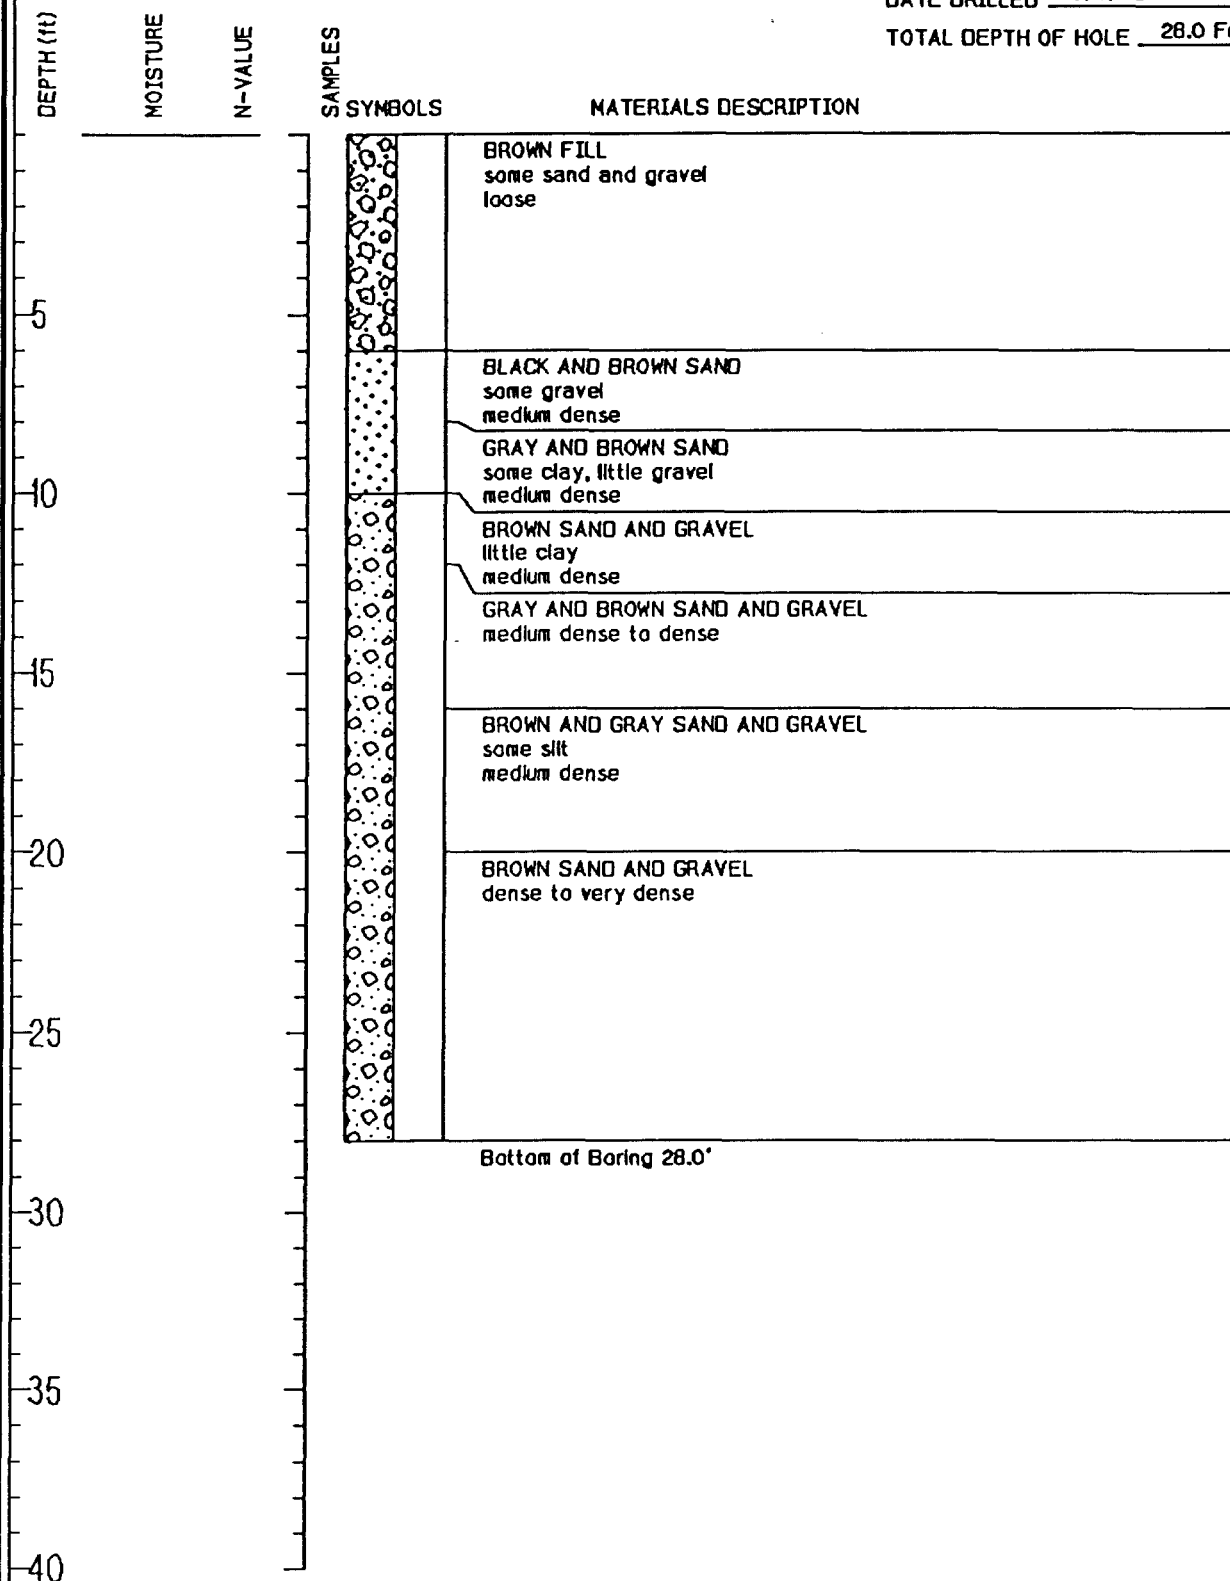 TOTAL DEPTH OF HOLE 28.0
DEPTH (ft)
MOISTURE
N-VALUE
SAMPLES
SYMBOLS
MATERIALS DESCRIPTION
BROWN FILL
some sand and gravel
loose
5
BLACK AND BROWN SAND
some gravel
medium dense
GRAY AND BROWN SAND
some clay, little gravel
medium dense
10
BROWN SAND AND GRAVEL
little clay
medium dense
GRAY AND BROWN SAND AND GRAVEL
medium dense to dense
15
BROWN AND GRAY SAND AND GRAVEL
some silt
medium dense
20
BROWN SAND AND GRAVEL
dense to very dense
25
Bottom of Boring 28.0'
30
35
40